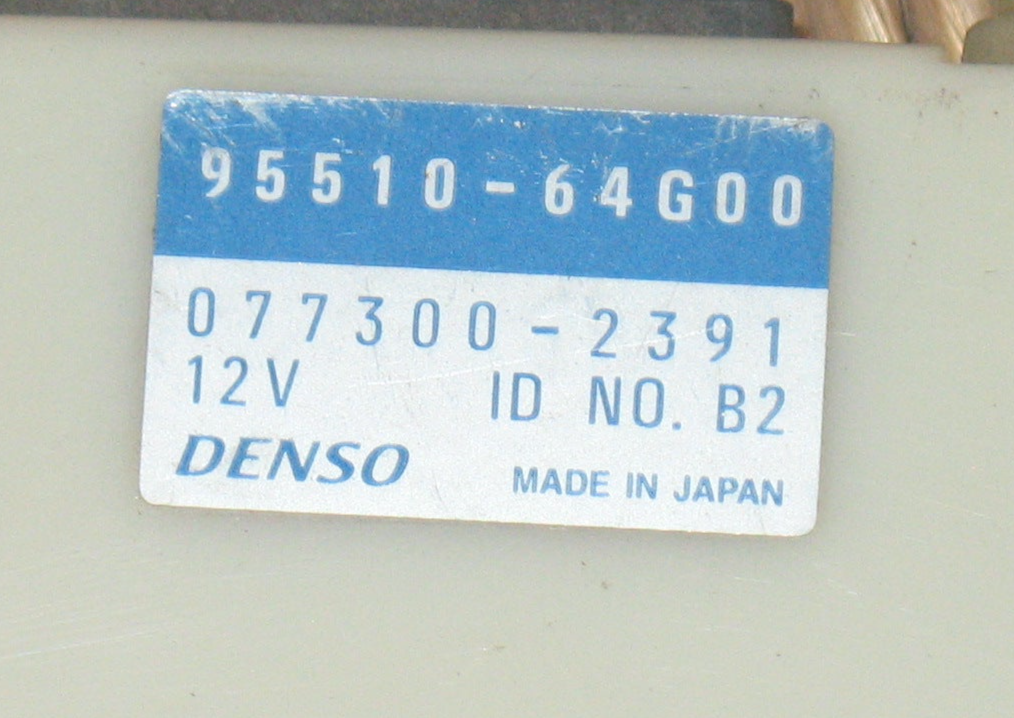 95510-64G00
077300-2391
12V ID NO. B2
DENSO MADE IN JAPAN